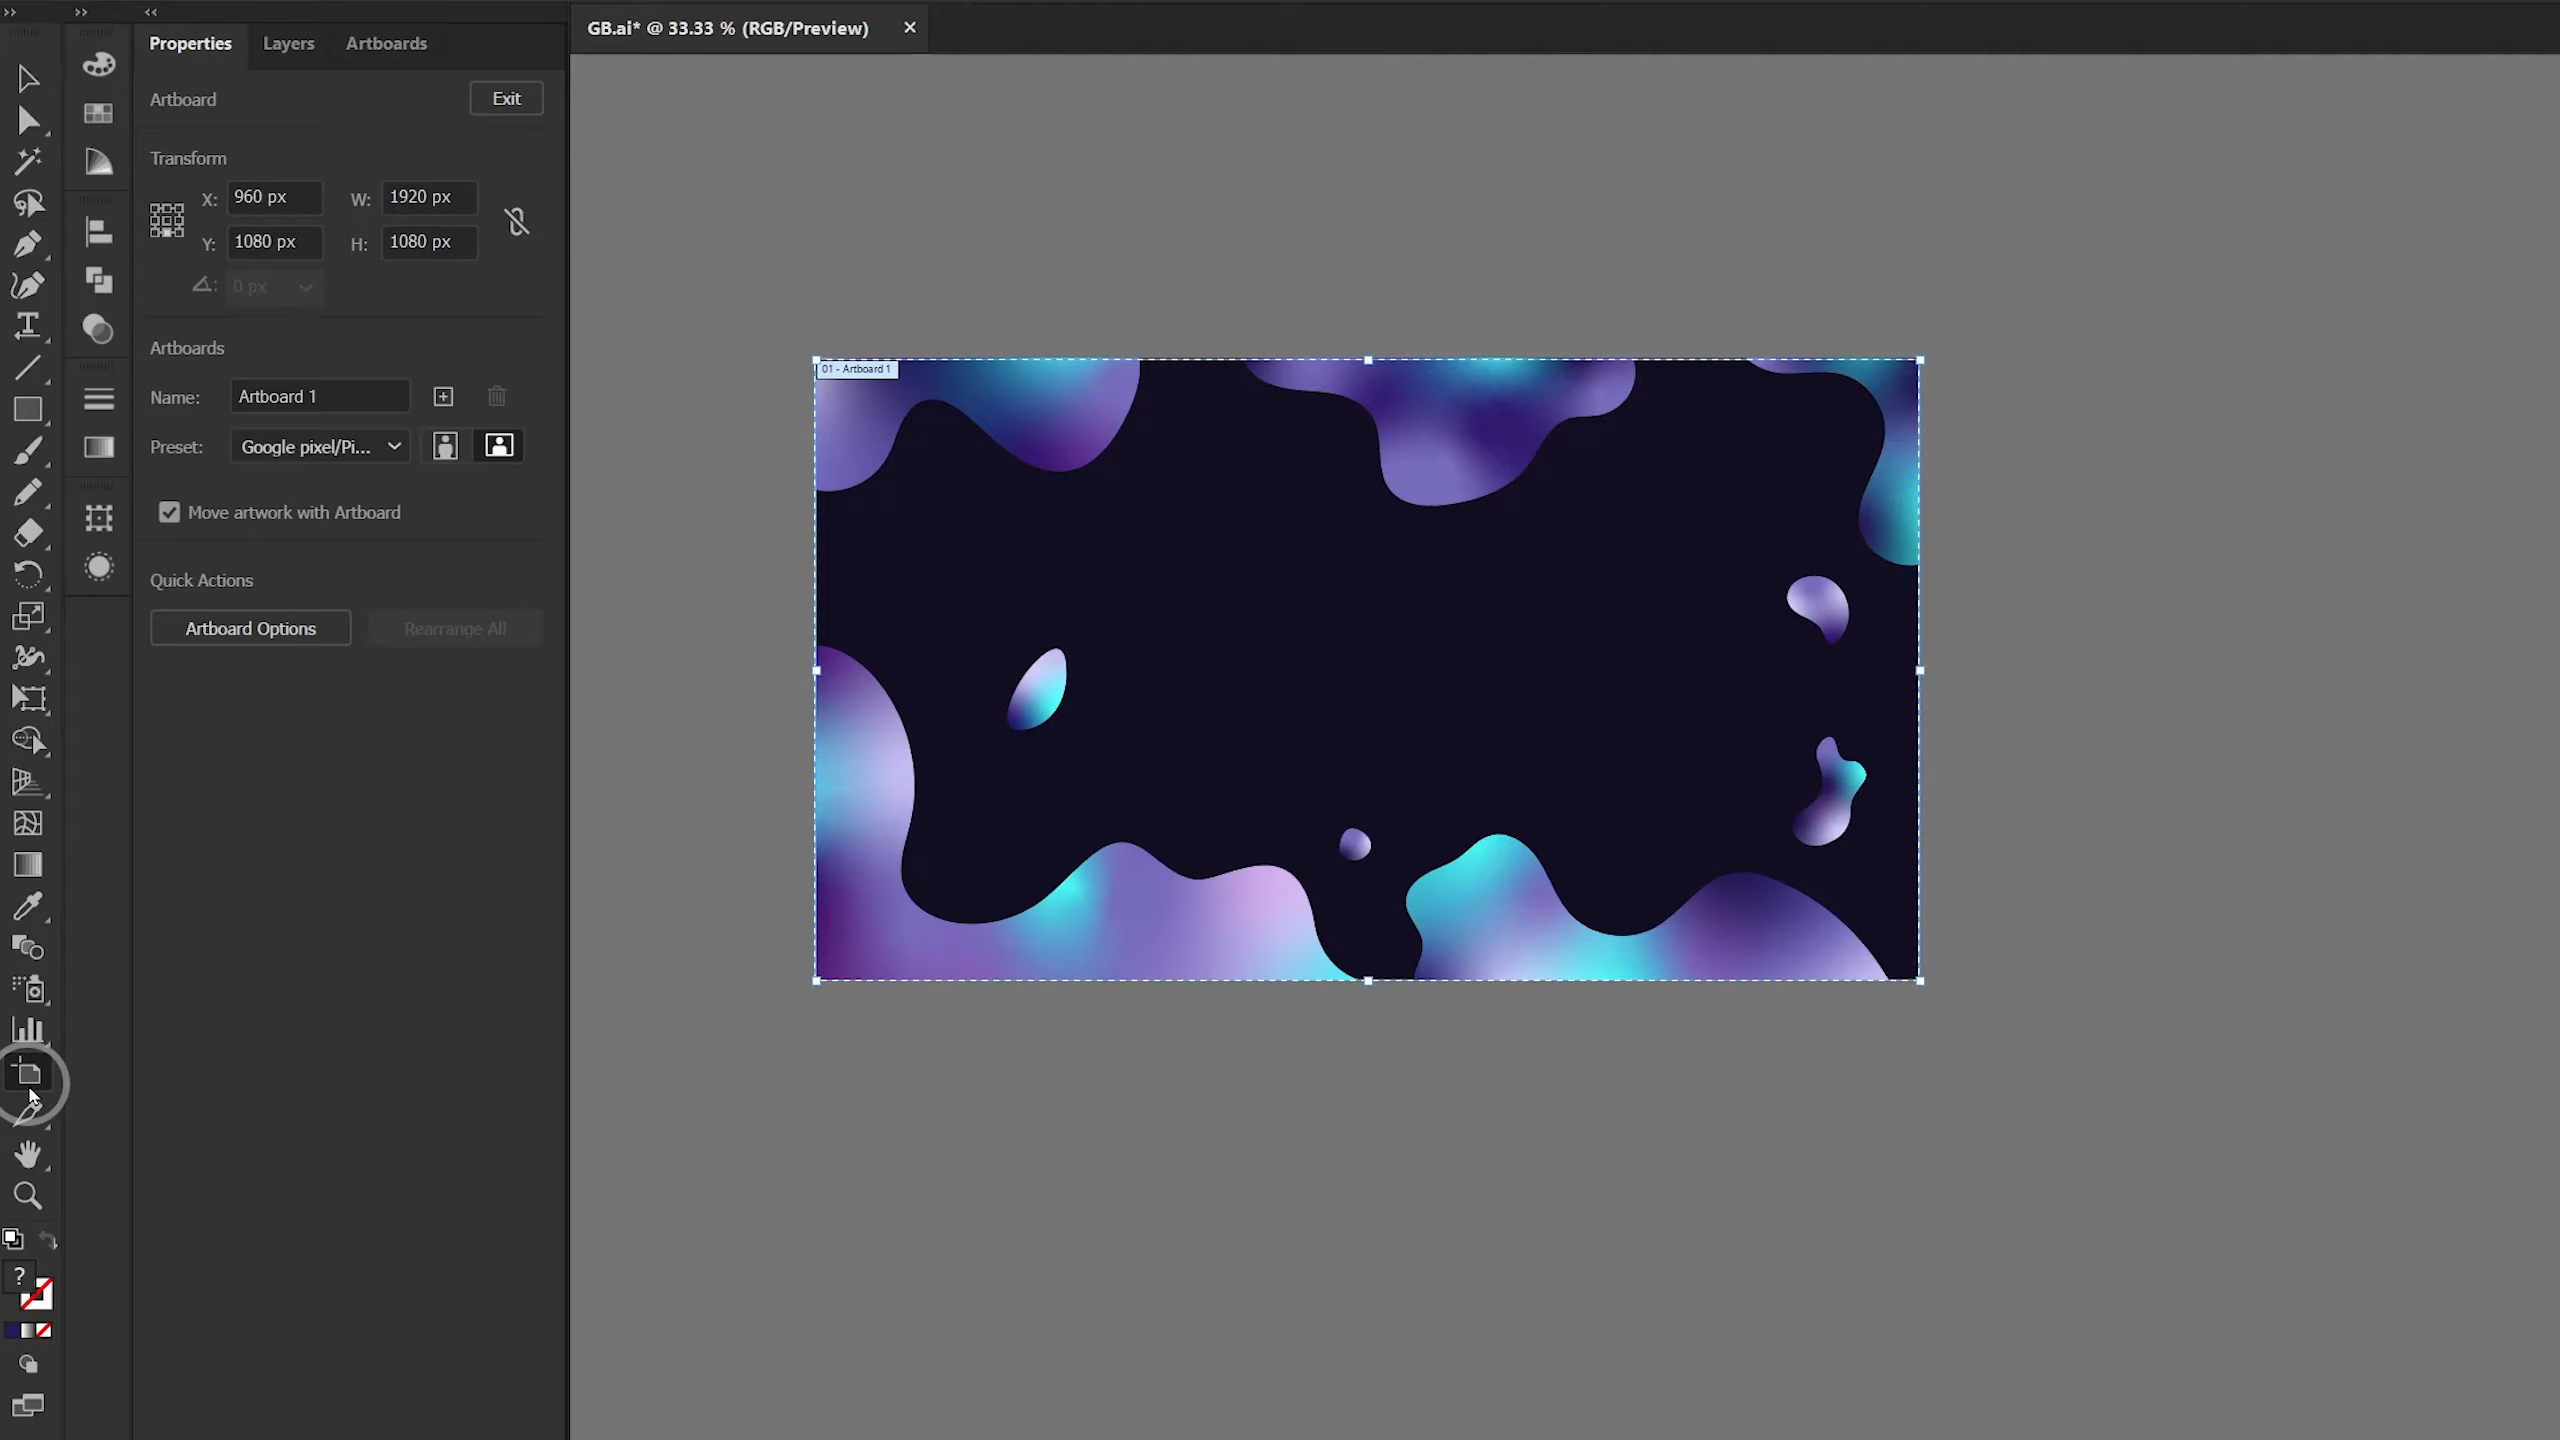 GB.ai* @ 33.33 % (RGB/Preview)
Properties Layers Artboards
Artboard Exit
Transform
X: 960 px W: 1920 px
Y: 1080 px H: 1080 px
0 px
Artboards
Name: Artboard 1
Preset: Google pixel/Pi...
Move artwork with Artboard
Quick Actions
Artboard Options Rearrange All
01 - Artboard 1
?